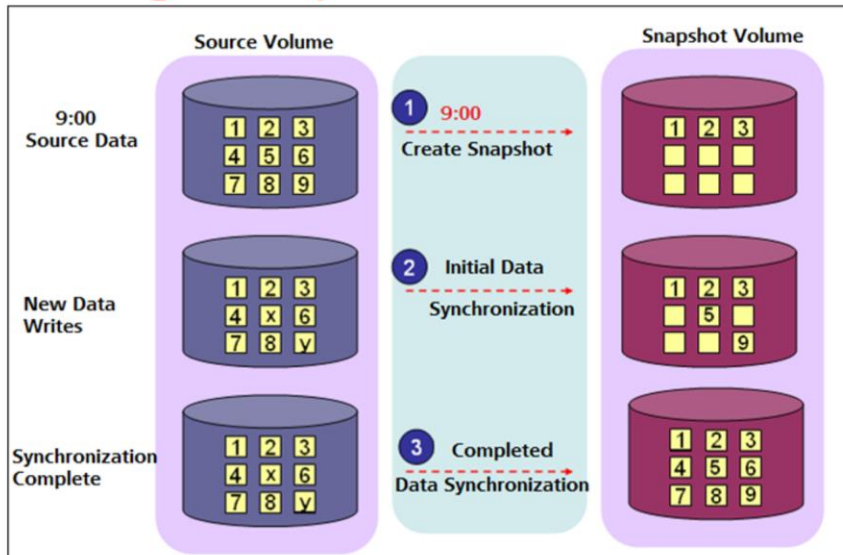 Source Volume
Snapshot Volume
9:00
Source Data
1 2 3
4 5 6
7 8 9
1
9:00
Create Snapshot
1 2 3
New Data
Writes
1 2 3
4 x 6
7 8 y
2
Initial Data
Synchronization
1 2 3
5
9
Synchronization
Complete
1 2 3
4 x 6
7 8 y
3
Completed
Data Synchronization
1 2 3
4 5 6
7 8 9